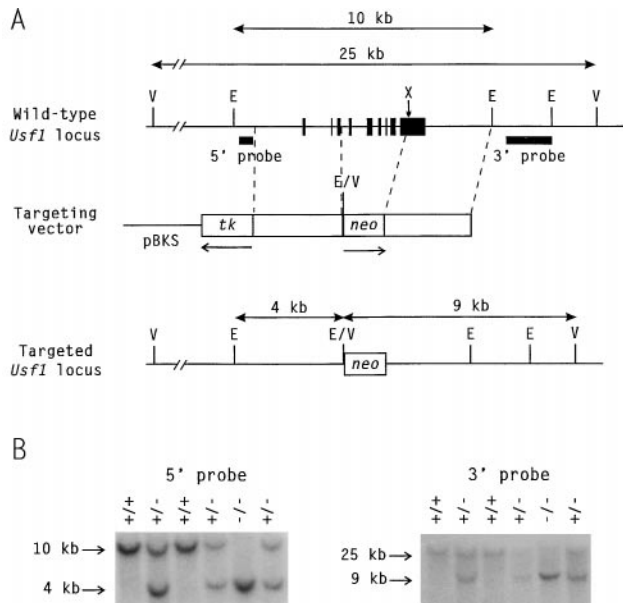 A
10 kb
25 kb
V E X E E V
Wild-type
Usf1 locus
5' probe
3' probe
E/V
Targeting
vector
tk
neo
pBKS
4 kb
9 kb
V E E/V E E V
Targeted
Usf1 locus
neo
B
5' probe
3' probe
+/+ +/- +/+ +/- -/- +/-
+/+ +/- +/+ +/- -/- +/-
10 kb
4 kb
25 kb
9 kb